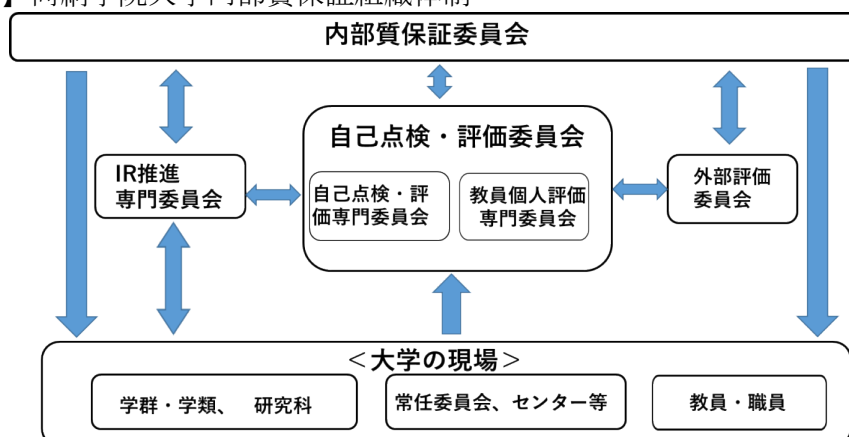 内部質保証委員会
自己点検・評価委員会
IR推進
専門委員会
自己点検・評
価専門委員会
教員個人評価
専門委員会
外部評価
委員会
＜大学の現場＞
学群・学類、　研究科
常任委員会、センター等
教員・職員